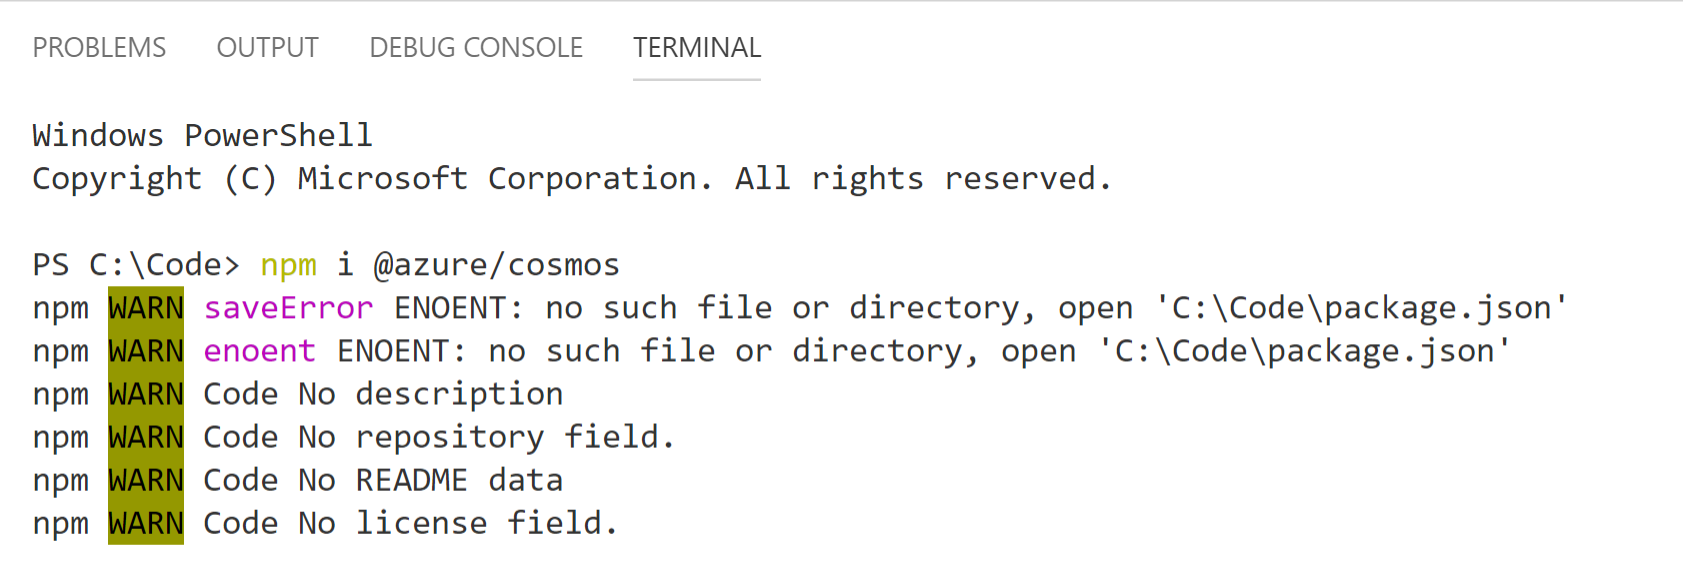 PROBLEMS OUTPUT DEBUG CONSOLE TERMINAL
Windows PowerShell
Copyright (C) Microsoft Corporation. All rights reserved.
PS C:\Code> npm i @azure/cosmos
npm WARN saveError ENOENT: no such file or directory, open 'C:\Code\package.json'
npm WARN enoent ENOENT: no such file or directory, open 'C:\Code\package.json'
npm WARN Code No description
npm WARN Code No repository field.
npm WARN Code No README data
npm WARN Code No license field.